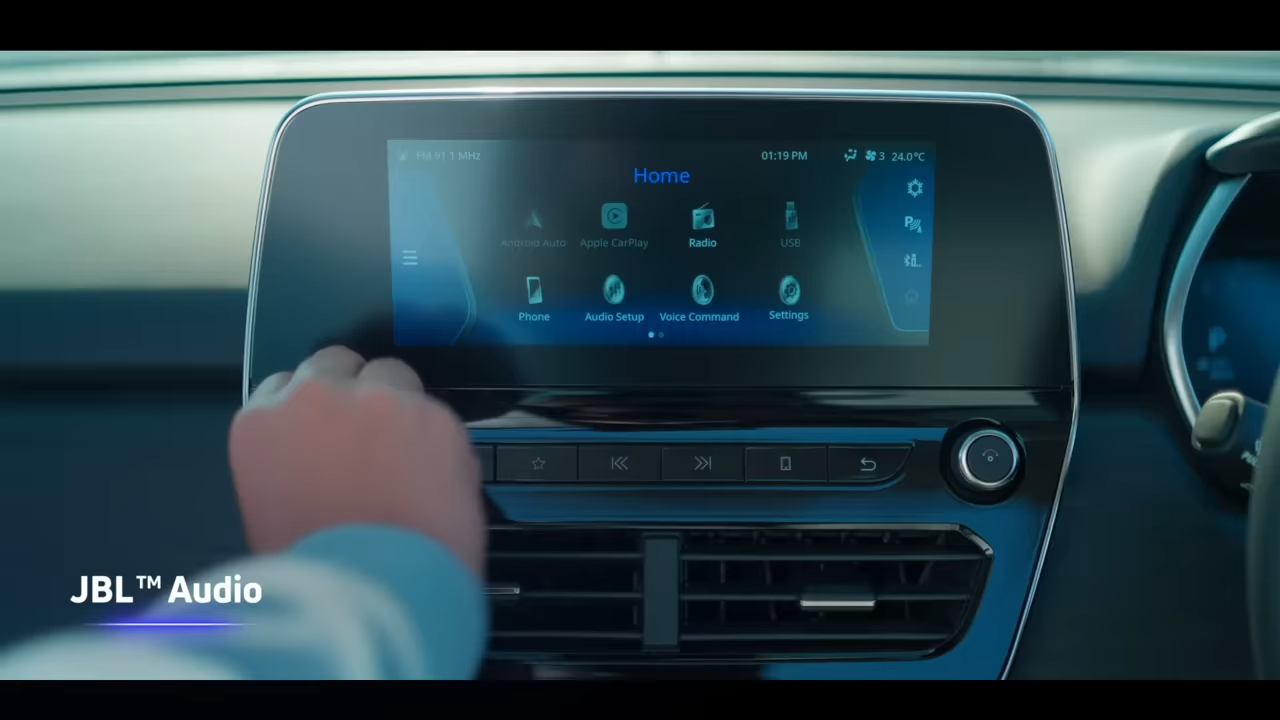 FM 91.1 MHz
01:19 PM
3
24.0°C
Home
Android Auto
Apple CarPlay
Radio
USB
Phone
Audio Setup
Voice Command
Settings
P
JBL™ Audio